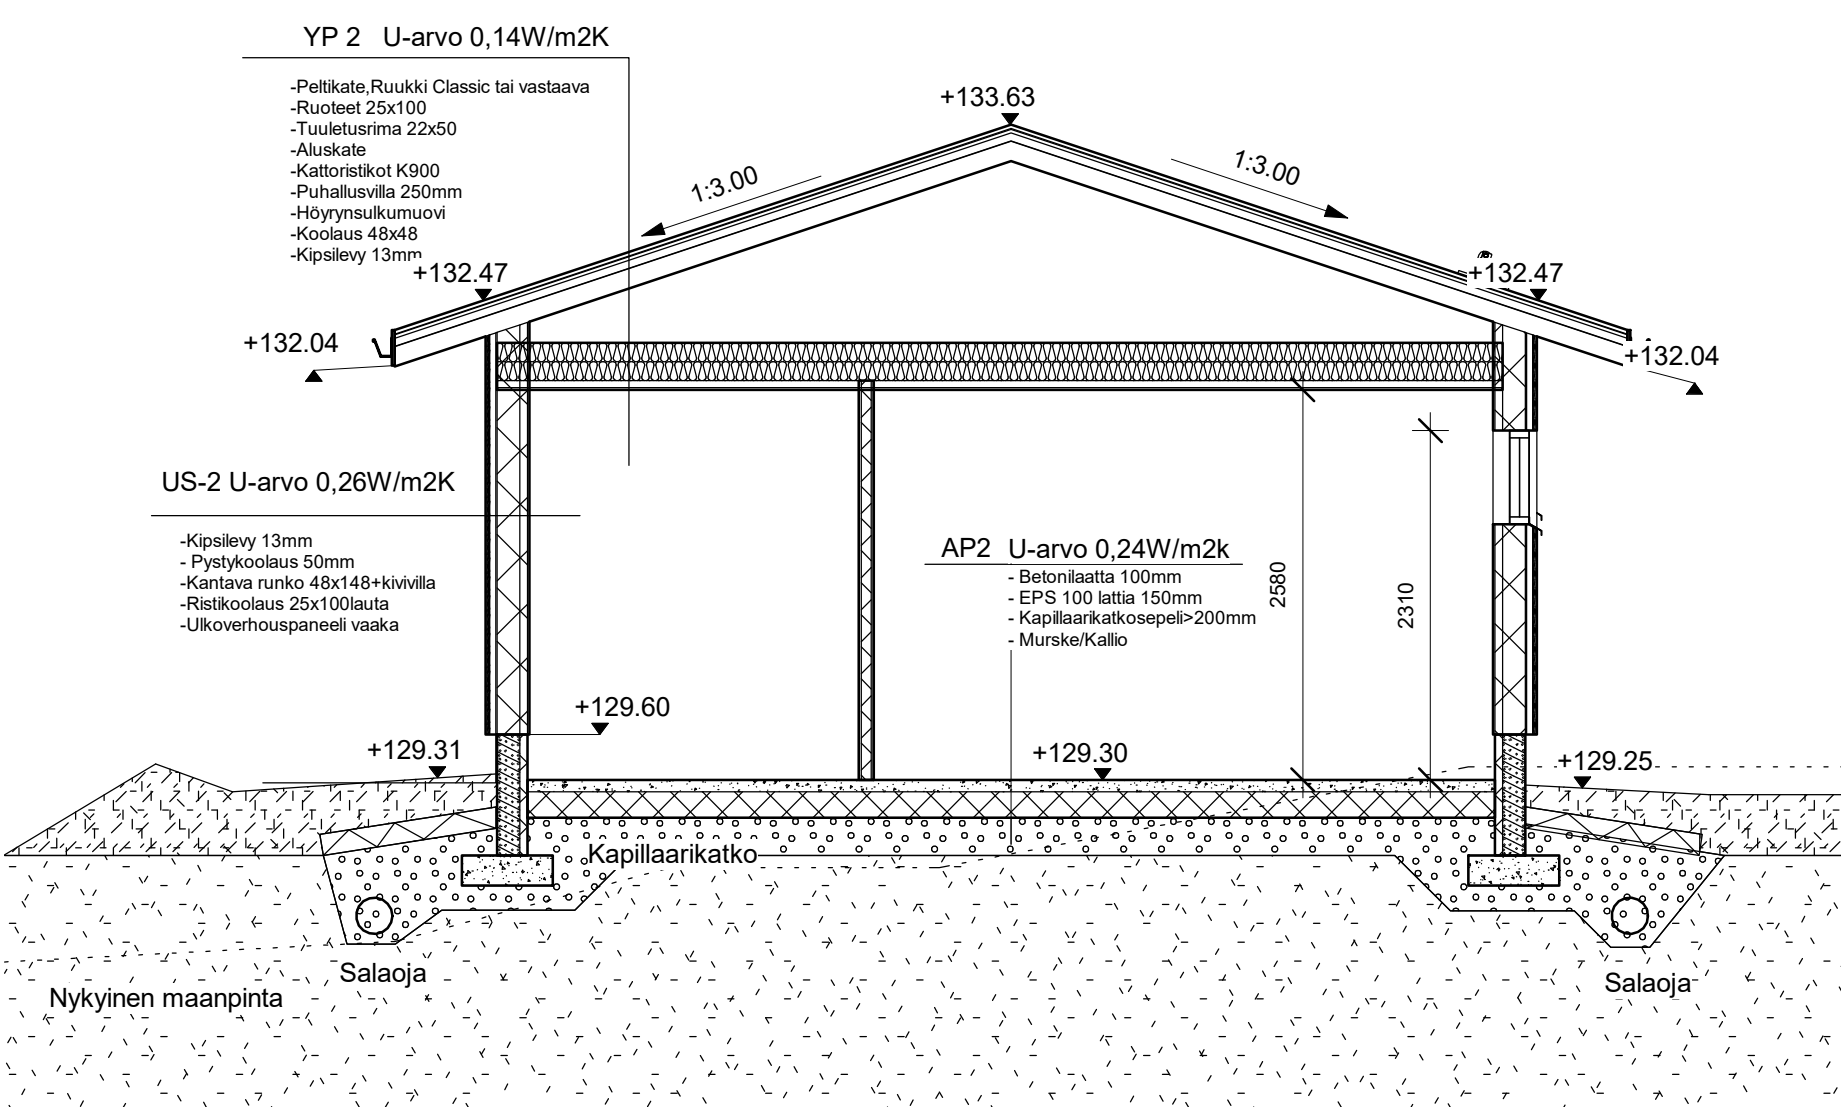 YP 2 U-arvo 0,14W/m2K
-Peltikate,Ruukki Classic tai vastaava
-Ruoteet 25x100
-Tuuletusrima 22x50
-Aluskate
-Kattoristikot K900
-Puhallusvilla 250mm
-Höyrynsulkumuovi
-Koolaus 48x48
-Kipsilevy 13mm
+133.63
1:3.00
1:3.00
+132.47
+132.47
+132.04
+132.04
US-2 U-arvo 0,26W/m2K
-Kipsilevy 13mm
- Pystykoolaus 50mm
-Kantava runko 48x148+kivivilla
-Ristikoolaus 25x100lauta
-Ulkoverhouspaneeli vaaka
AP2 U-arvo 0,24W/m2k
- Betonilaatta 100mm
- EPS 100 lattia 150mm
- Kapillaarikatkosepeli>200mm
- Murske/Kallio
2580
2310
+129.60
+129.31
+129.30
+129.25
Kapillaarikatko
Salaoja
Salaoja
Nykyinen maanpinta